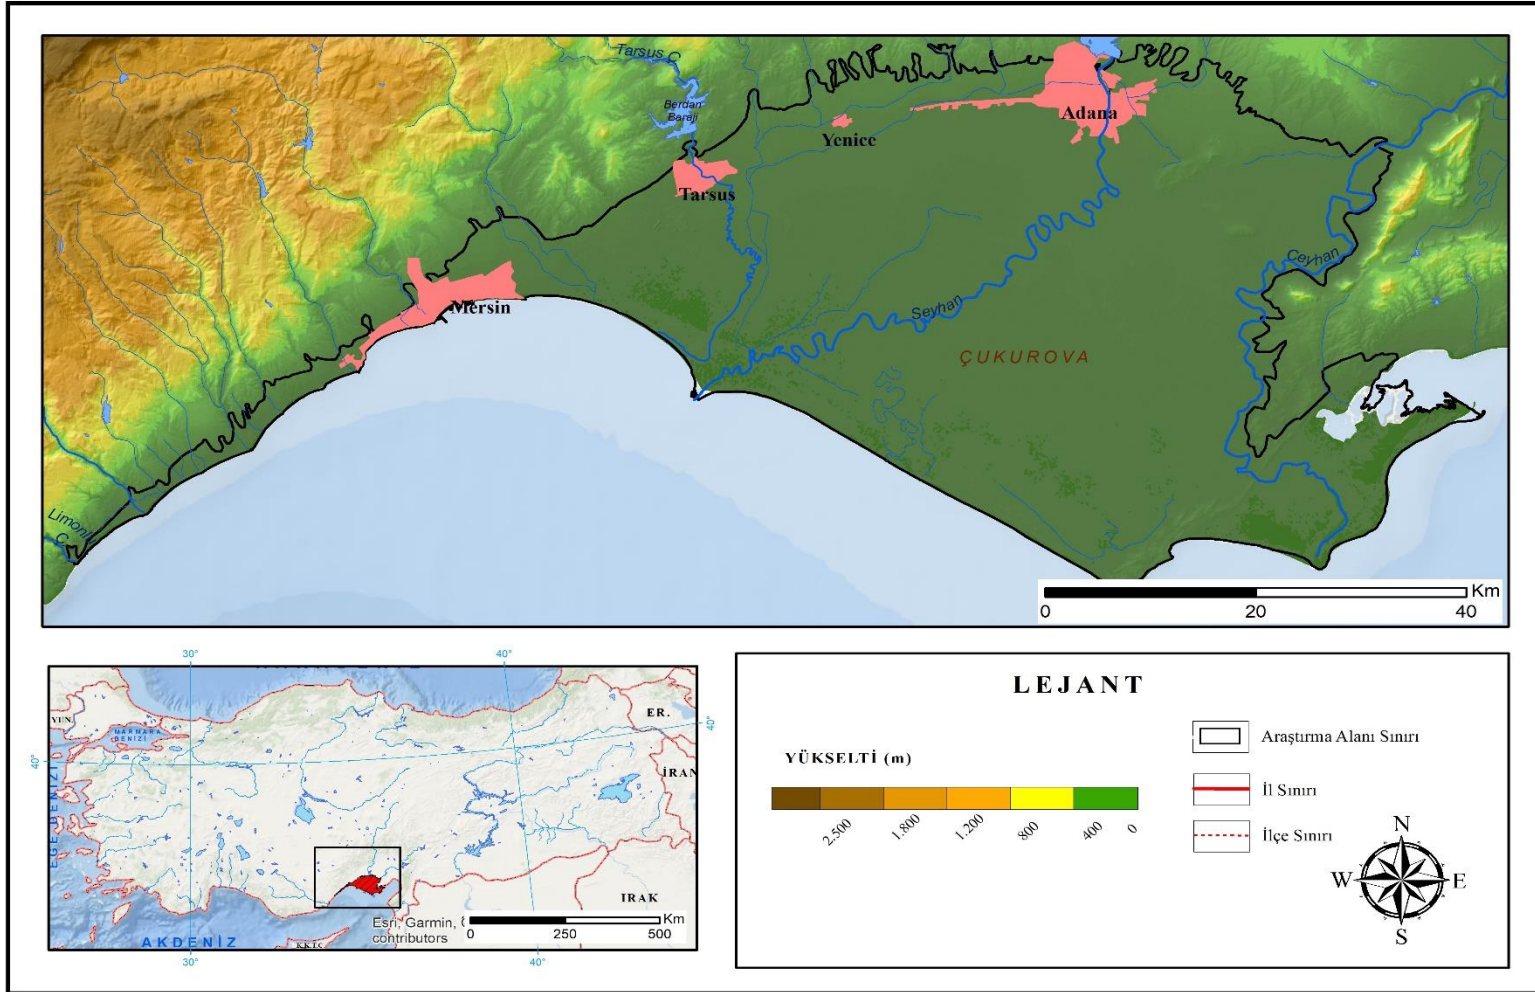 Tarsus Ç.
Berdan
Barajı
Adana
Yenice
Tarsus
Ceyhan
Mersin
Seyhan
ÇUKUROVA
Limonlu
Ç.
Km
0 20 40
30° 40°
YUN.
MARMARA
DENİZİ
ER.
40° 40°
İRAN
EGE DENİZİ
IRAK
Esri, Garmin,
contributors
Km
0 250 500
AKDENİZ
K.K.T.C
30° 40°
LEJANT
YÜKSELTİ (m)
2.500 1.800 1.200 800 400 0
Araştırma Alanı Sınırı
İl Sınırı
İlçe Sınırı
N
W E
S